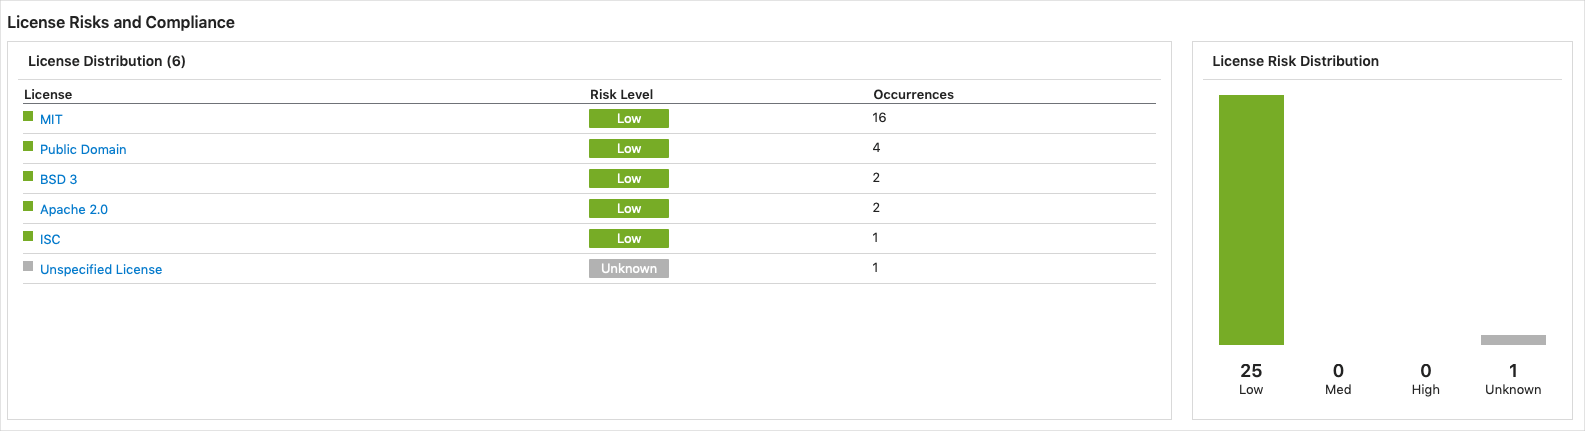 License Risks and Compliance
License Distribution (6)
License Risk Level Occurrences
MIT Low 16
Public Domain Low 4
BSD 3 Low 2
Apache 2.0 Low 2
ISC Low 1
Unspecified License Unknown 1
License Risk Distribution
25 0 0 1
Low Med High Unknown